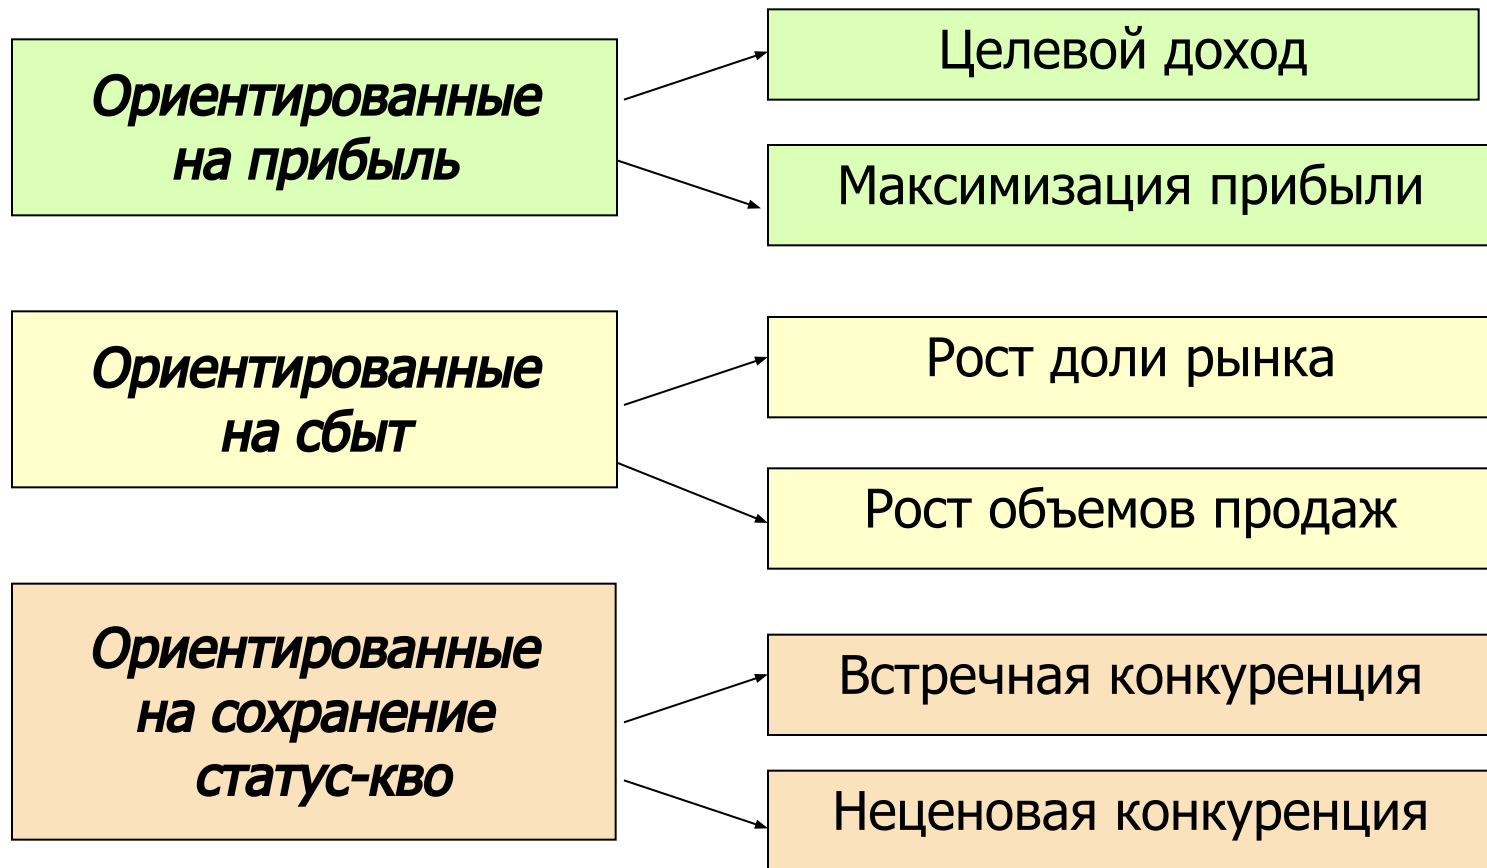 Ориентированные
на прибыль
Целевой доход
Максимизация прибыли
Ориентированные
на сбыт
Рост доли рынка
Рост объемов продаж
Ориентированные
на сохранение
статус-кво
Встречная конкуренция
Неценовая конкуренция